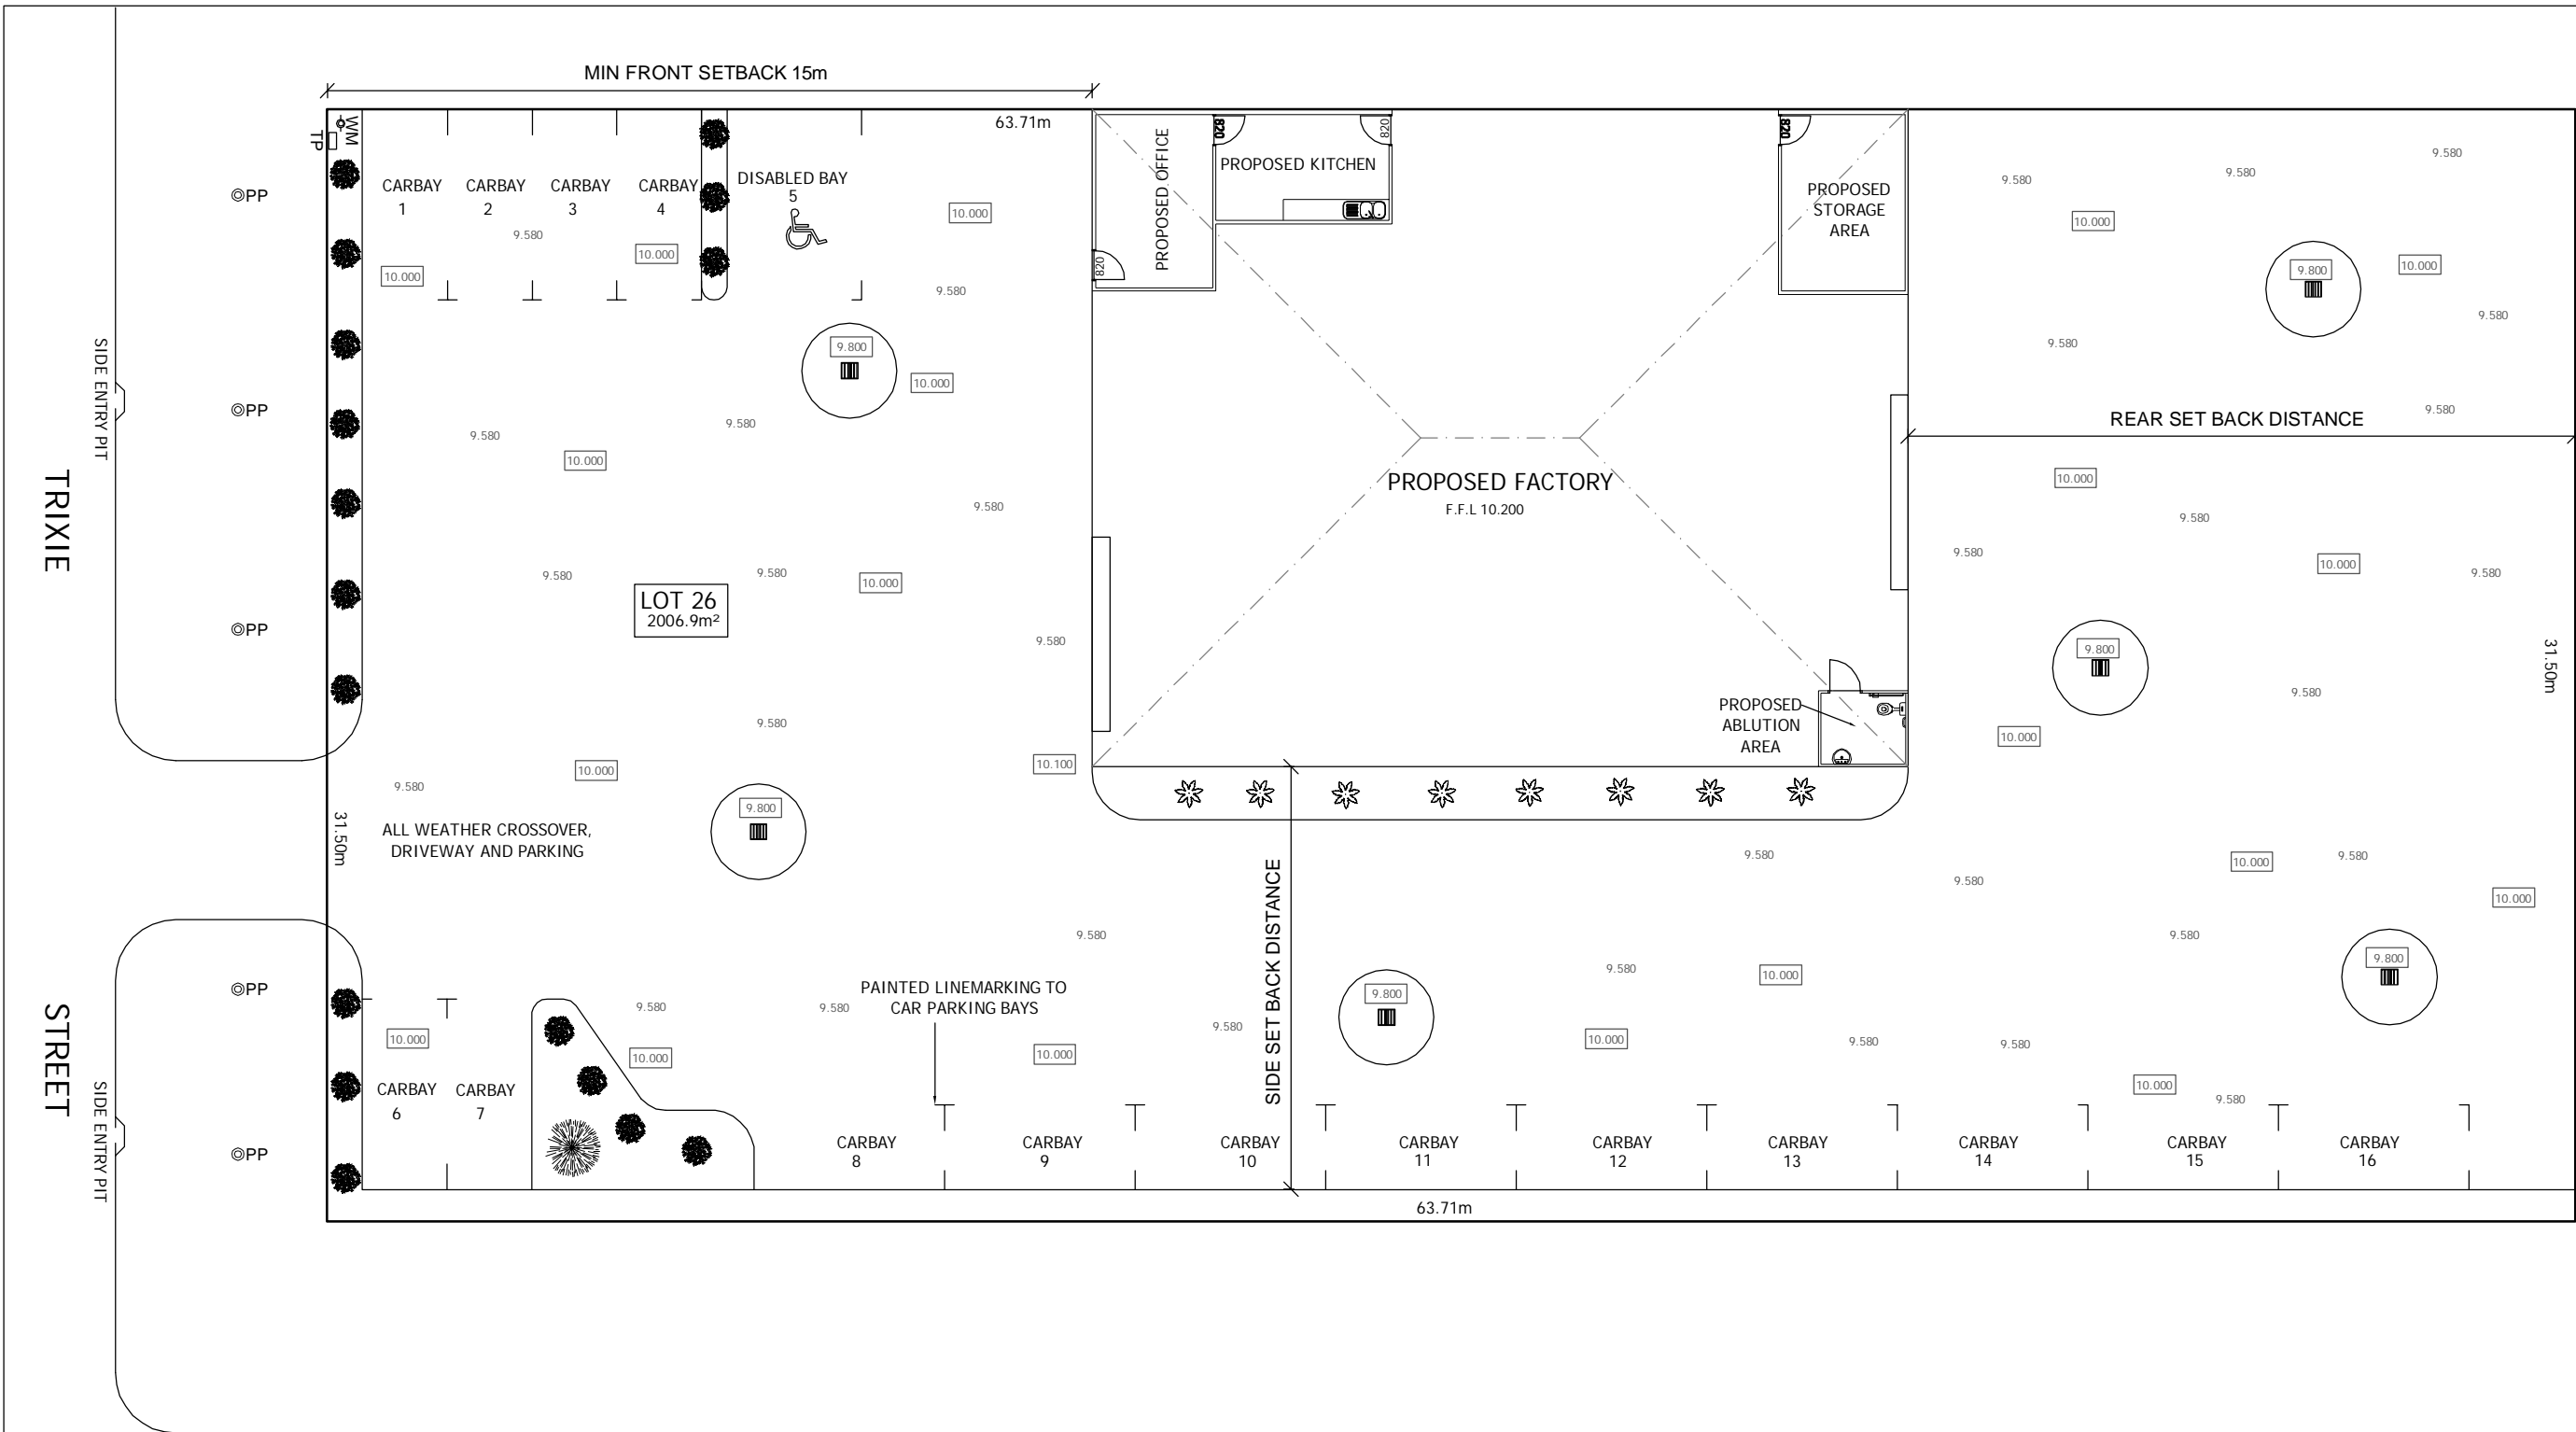 MIN FRONT SETBACK 15m
63.71m
WM
TP
PP
CARBAY
1
CARBAY
2
CARBAY
3
CARBAY
4
DISABLED BAY
5
9.580
10.000
10.000
10.000
9.580
9.800
10.000
PROPOSED OFFICE
820
820
PROPOSED KITCHEN
820
820
PROPOSED
STORAGE
AREA
9.580
9.580
9.580
10.000
9.800
10.000
9.580
9.580
9.580
REAR SET BACK DISTANCE
SIDE ENTRY PIT
PP
9.580
9.580
10.000
9.580
TRIXIE
PROPOSED FACTORY
F.F.L 10.200
10.000
9.580
9.580
10.000
9.580
9.580
9.580
10.000
LOT 26
2006.9m²
PP
9.580
9.800
31.50m
9.580
10.000
9.580
PROPOSED
ABLUTION
AREA
10.000
10.100
9.580
9.800
31.50m
ALL WEATHER CROSSOVER,
DRIVEWAY AND PARKING
SIDE SET BACK DISTANCE
9.580
9.580
10.000
9.580
10.000
9.580
9.580
9.580
10.000
9.800
PP
PAINTED LINEMARKING TO
CAR PARKING BAYS
9.580
9.580
9.580
9.800
10.000
9.580
9.580
STREET
SIDE ENTRY PIT
10.000
10.000
10.000
10.000
10.000
9.580
PP
CARBAY
6
CARBAY
7
CARBAY
8
CARBAY
9
CARBAY
10
CARBAY
11
CARBAY
12
CARBAY
13
CARBAY
14
CARBAY
15
CARBAY
16
63.71m